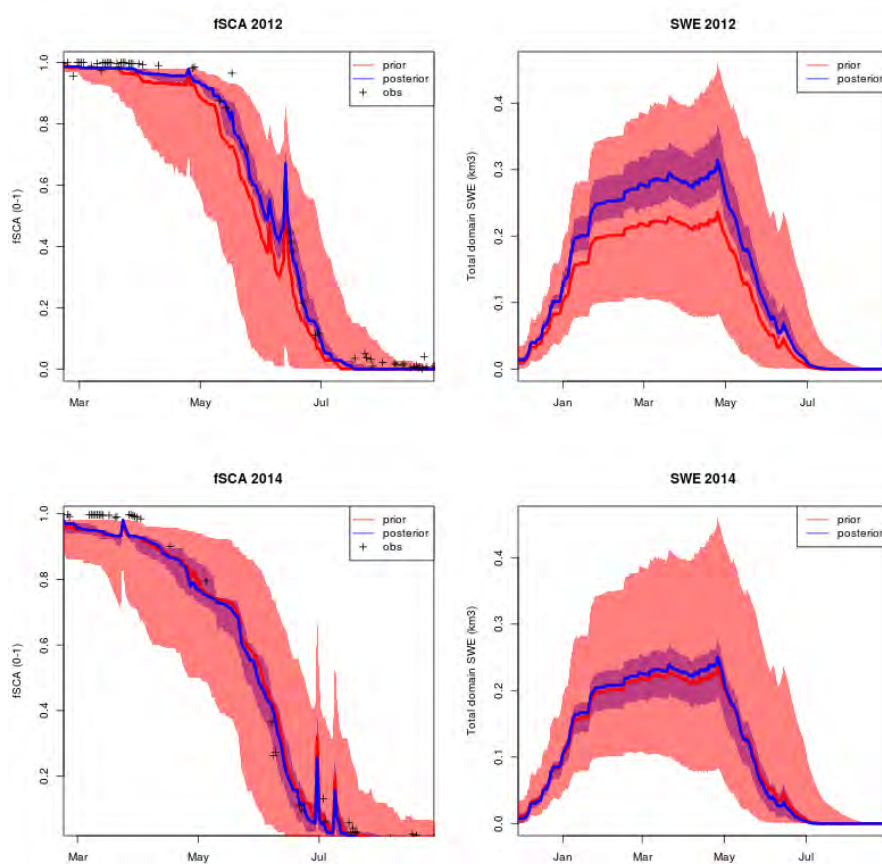 fSCA 2012
prior
posterior
obs
fSCA (0-1)
1.0
0.8
0.6
0.4
0.2
0.0
Mar
May
Jul
SWE 2012
prior
posterior
Total domain SWE (km3)
0.4
0.3
0.2
0.1
0.0
Jan
Mar
May
Jul
fSCA 2014
prior
posterior
obs
fSCA (0-1)
1.0
0.8
0.6
0.4
0.2
Mar
May
Jul
SWE 2014
prior
posterior
Total domain SWE (km3)
0.4
0.3
0.2
0.1
0.0
Jan
Mar
May
Jul